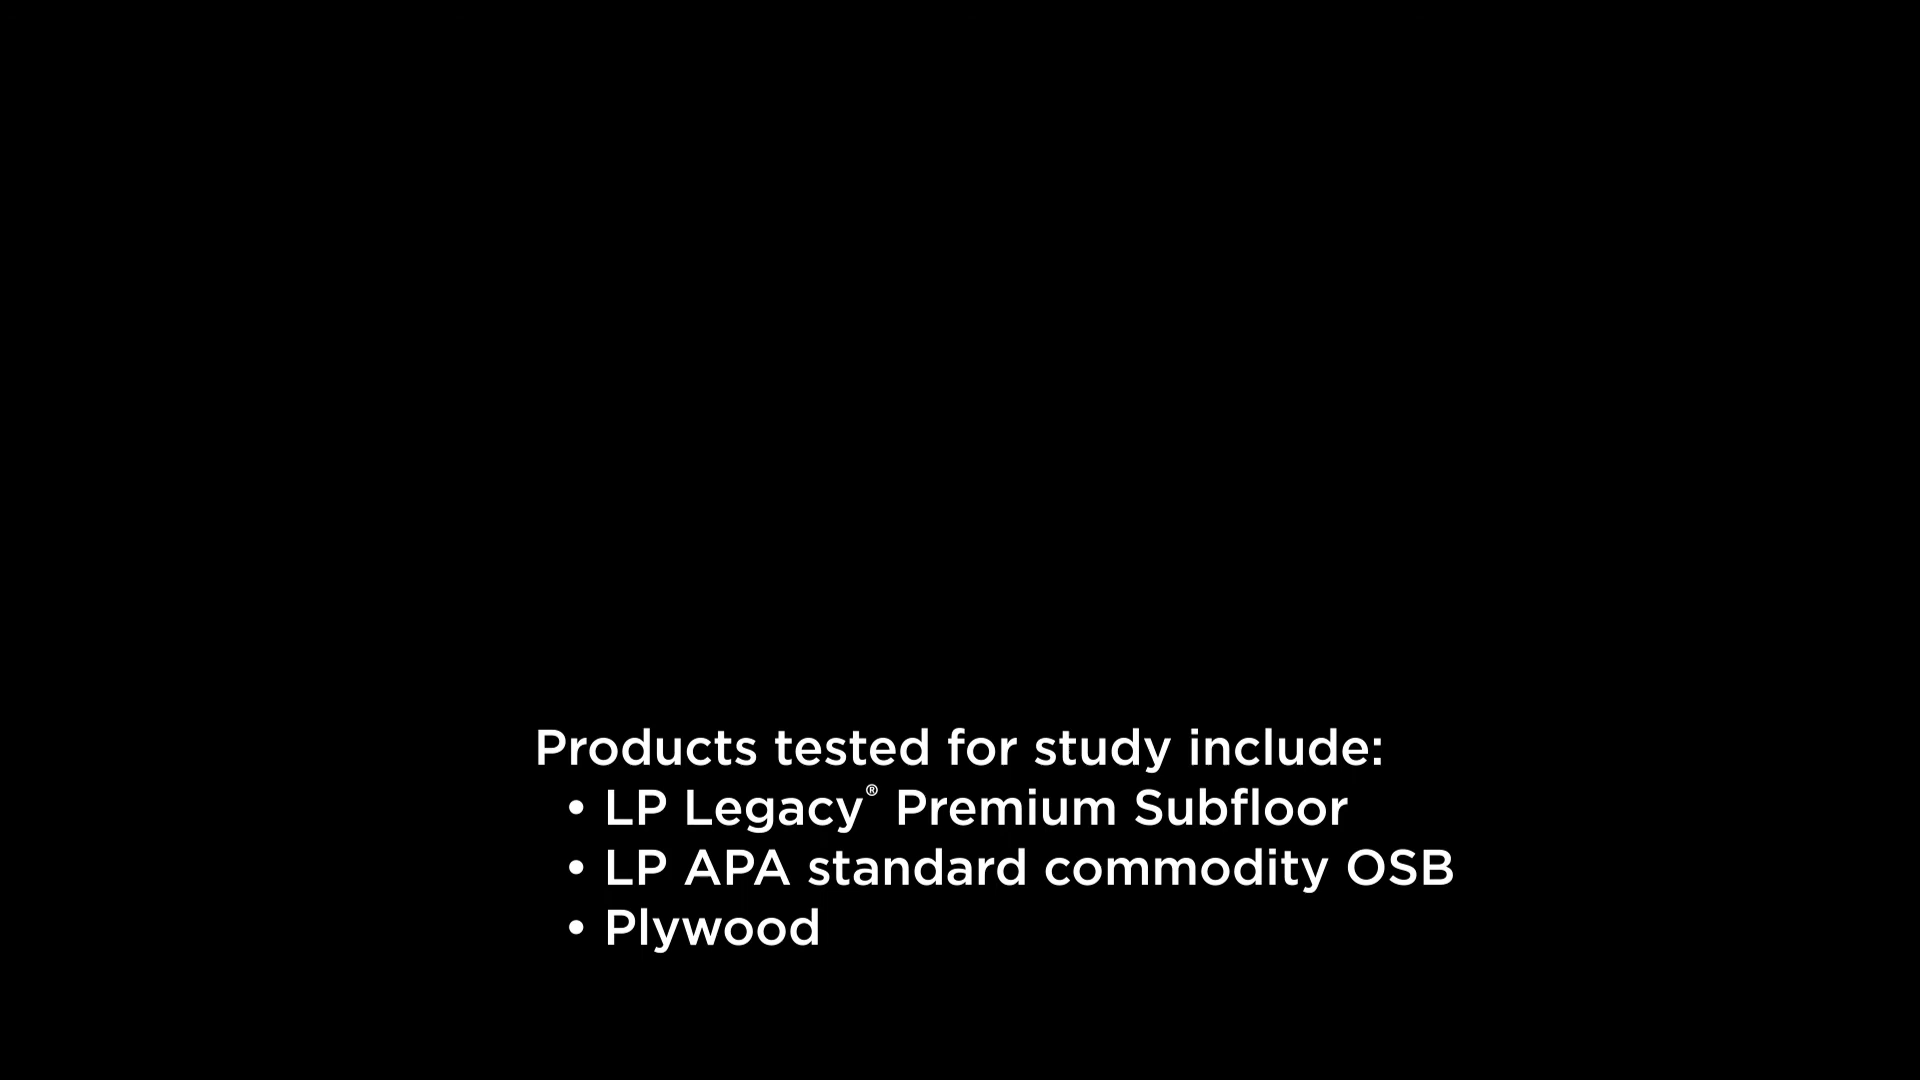 Products tested for study include:
• LP Legacy® Premium Subfloor
• LP APA standard commodity OSB
• Plywood